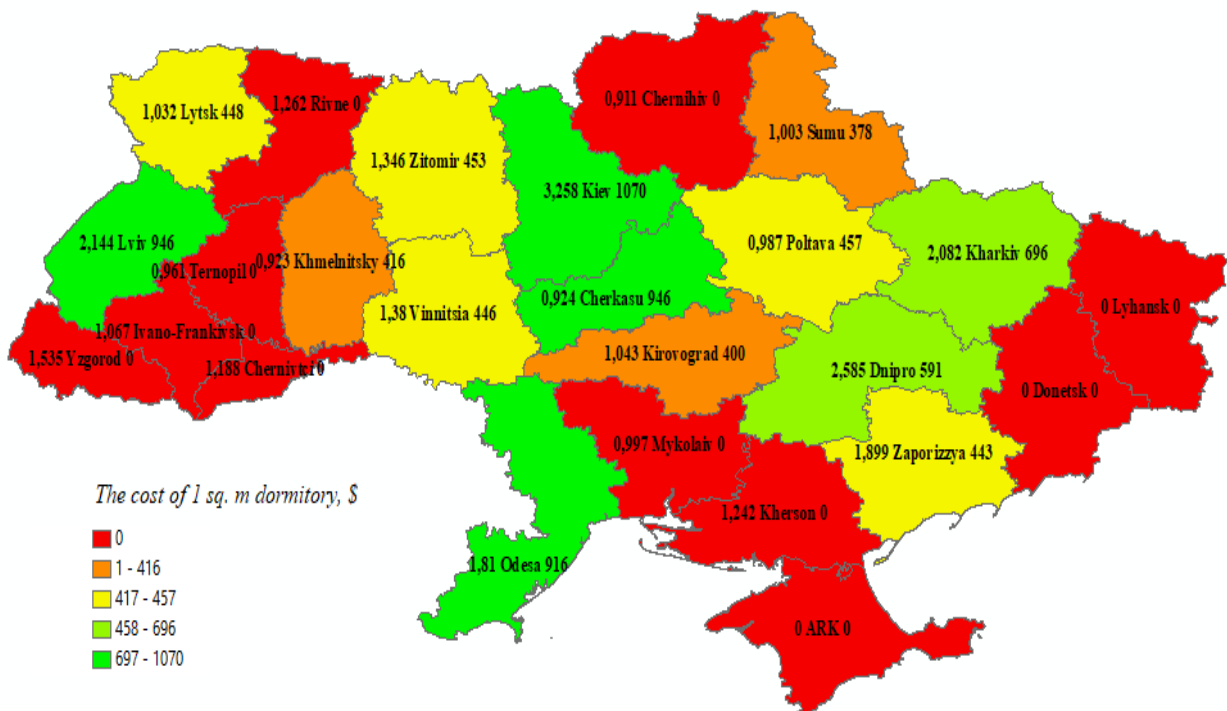 0,911 Chernihiv 0
1,262 Rivne 0
1,032 Lytsk 448
1,003 Sumu 378
1,346 Zitomir 453
3,258 Kiev 1070
2,144 Lviv 946
0,987 Poltava 457
2,082 Kharkiv 696
0,961 Ternopil 0
0,923 Khmelnitsky 416
0,924 Cherkasu 946
0 Lyhansk 0
1,38 Vinnitsia 446
1,067 Ivano-Frankivsk 0
1,043 Kirovograd 400
1,535 Yzgorod 0
1,188 Chernivtci 0
2,585 Dnipro 591
0 Donetsk 0
0,997 Mykolaiv 0
1,899 Zaporizzya 443
The cost of 1 sq. m dormitory, $
1,242 Kherson 0
0
1 - 416
1,81 Odesa 916
417 - 457
458 - 696
0 ARK 0
697 - 1070